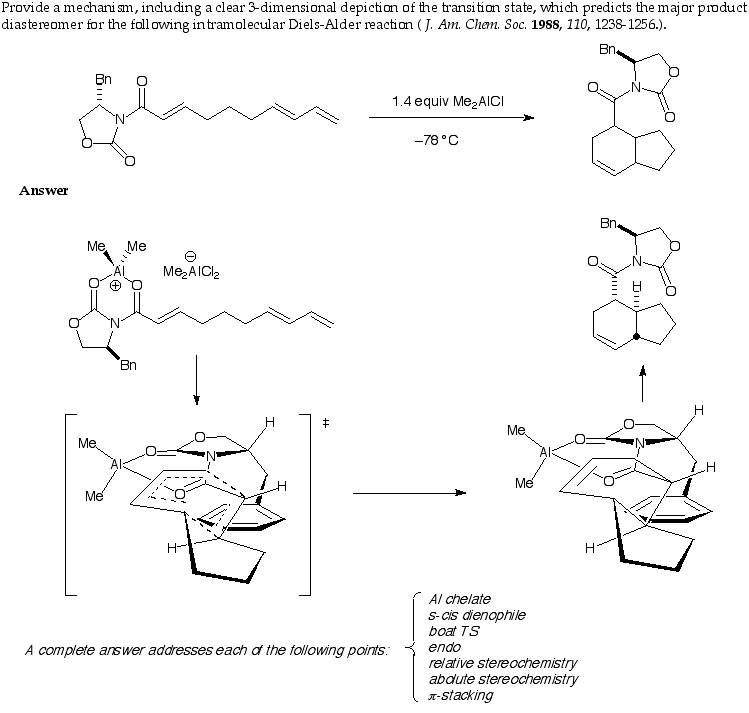 Provide a mechanism, including a clear 3-dimensional depiction of the transition state, which predicts the major product
diastereomer for the following intramolecular Diels-Alder reaction ( J. Am. Chem. Soc. 1988, 110, 1238-1256.).
Bn
O
N
O
O
1.4 equiv Me2AlCl
–78 °C
Bn
O
N
O
O
Answer
Me
Me
Al
⊕
O
O
O
N
Bn
⊖
Me2AlCl2
Bn
O
N
O
O
H
Me
Me
Al
O
O
N
O
H
H
H
‡
Me
Me
Al
O
O
N
O
H
H
H
A complete answer addresses each of the following points:
Al chelate
s-cis dienophile
boat TS
endo
relative stereochemistry
abolute stereochemistry
π-stacking